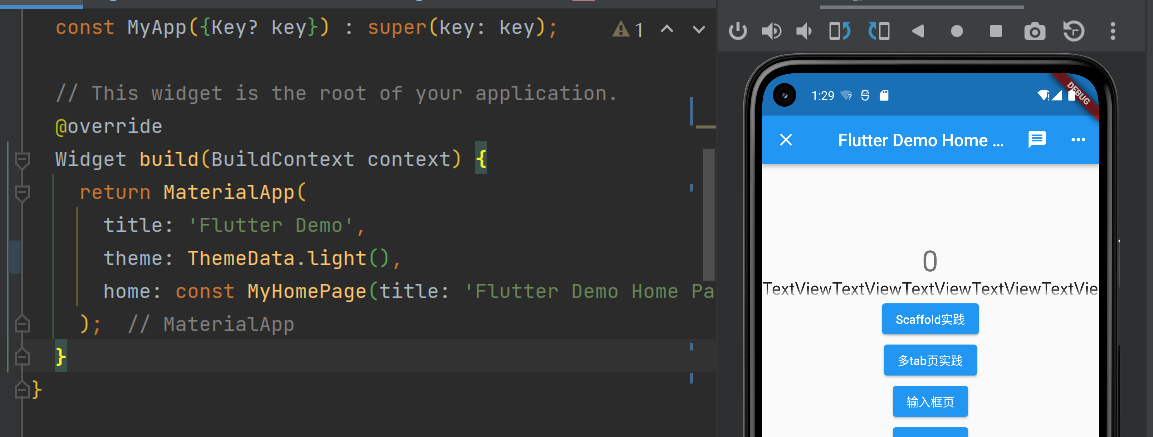 const MyApp({Key? key}) : super(key: key);
1
// This widget is the root of your application.
@override
Widget build(BuildContext context) {
return MaterialApp(
title: 'Flutter Demo',
theme: ThemeData.light(),
home: const MyHomePage(title: 'Flutter Demo Home Pa
); // MaterialApp
}
}
1:29
DEBUG
Flutter Demo Home ...
0
TextViewTextViewTextViewTextViewTextVie
Scaffold实践
多tab页实践
输入框页